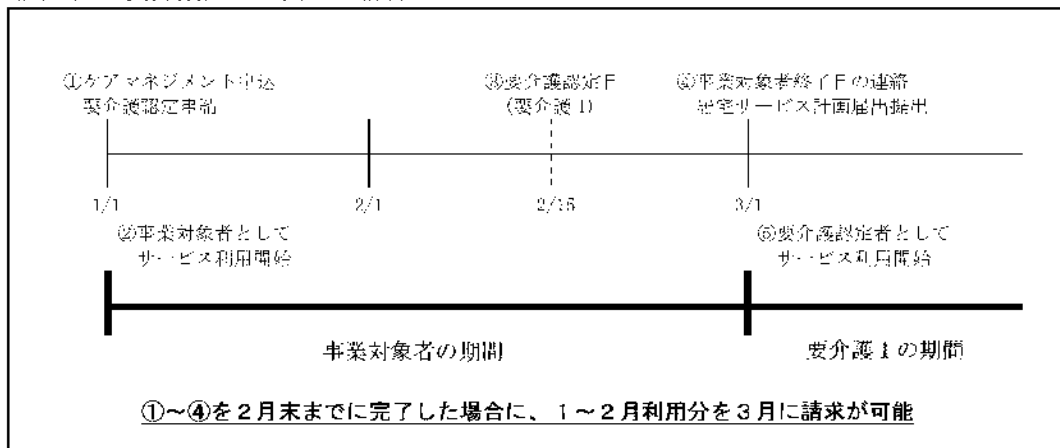 ①ケアマネジメント申込
要介護認定申請
③要介護認定日
(要介護1)
④事業対象者終了日の連絡
居宅サービス計画届出提出
1/1
2/1
2/15
3/1
②事業対象者として
サービス利用開始
⑤要介護認定者として
サービス利用開始
事業対象者の期間
要介護1の期間
①～④を2月末までに完了した場合に、1～2月利用分を3月に請求が可能